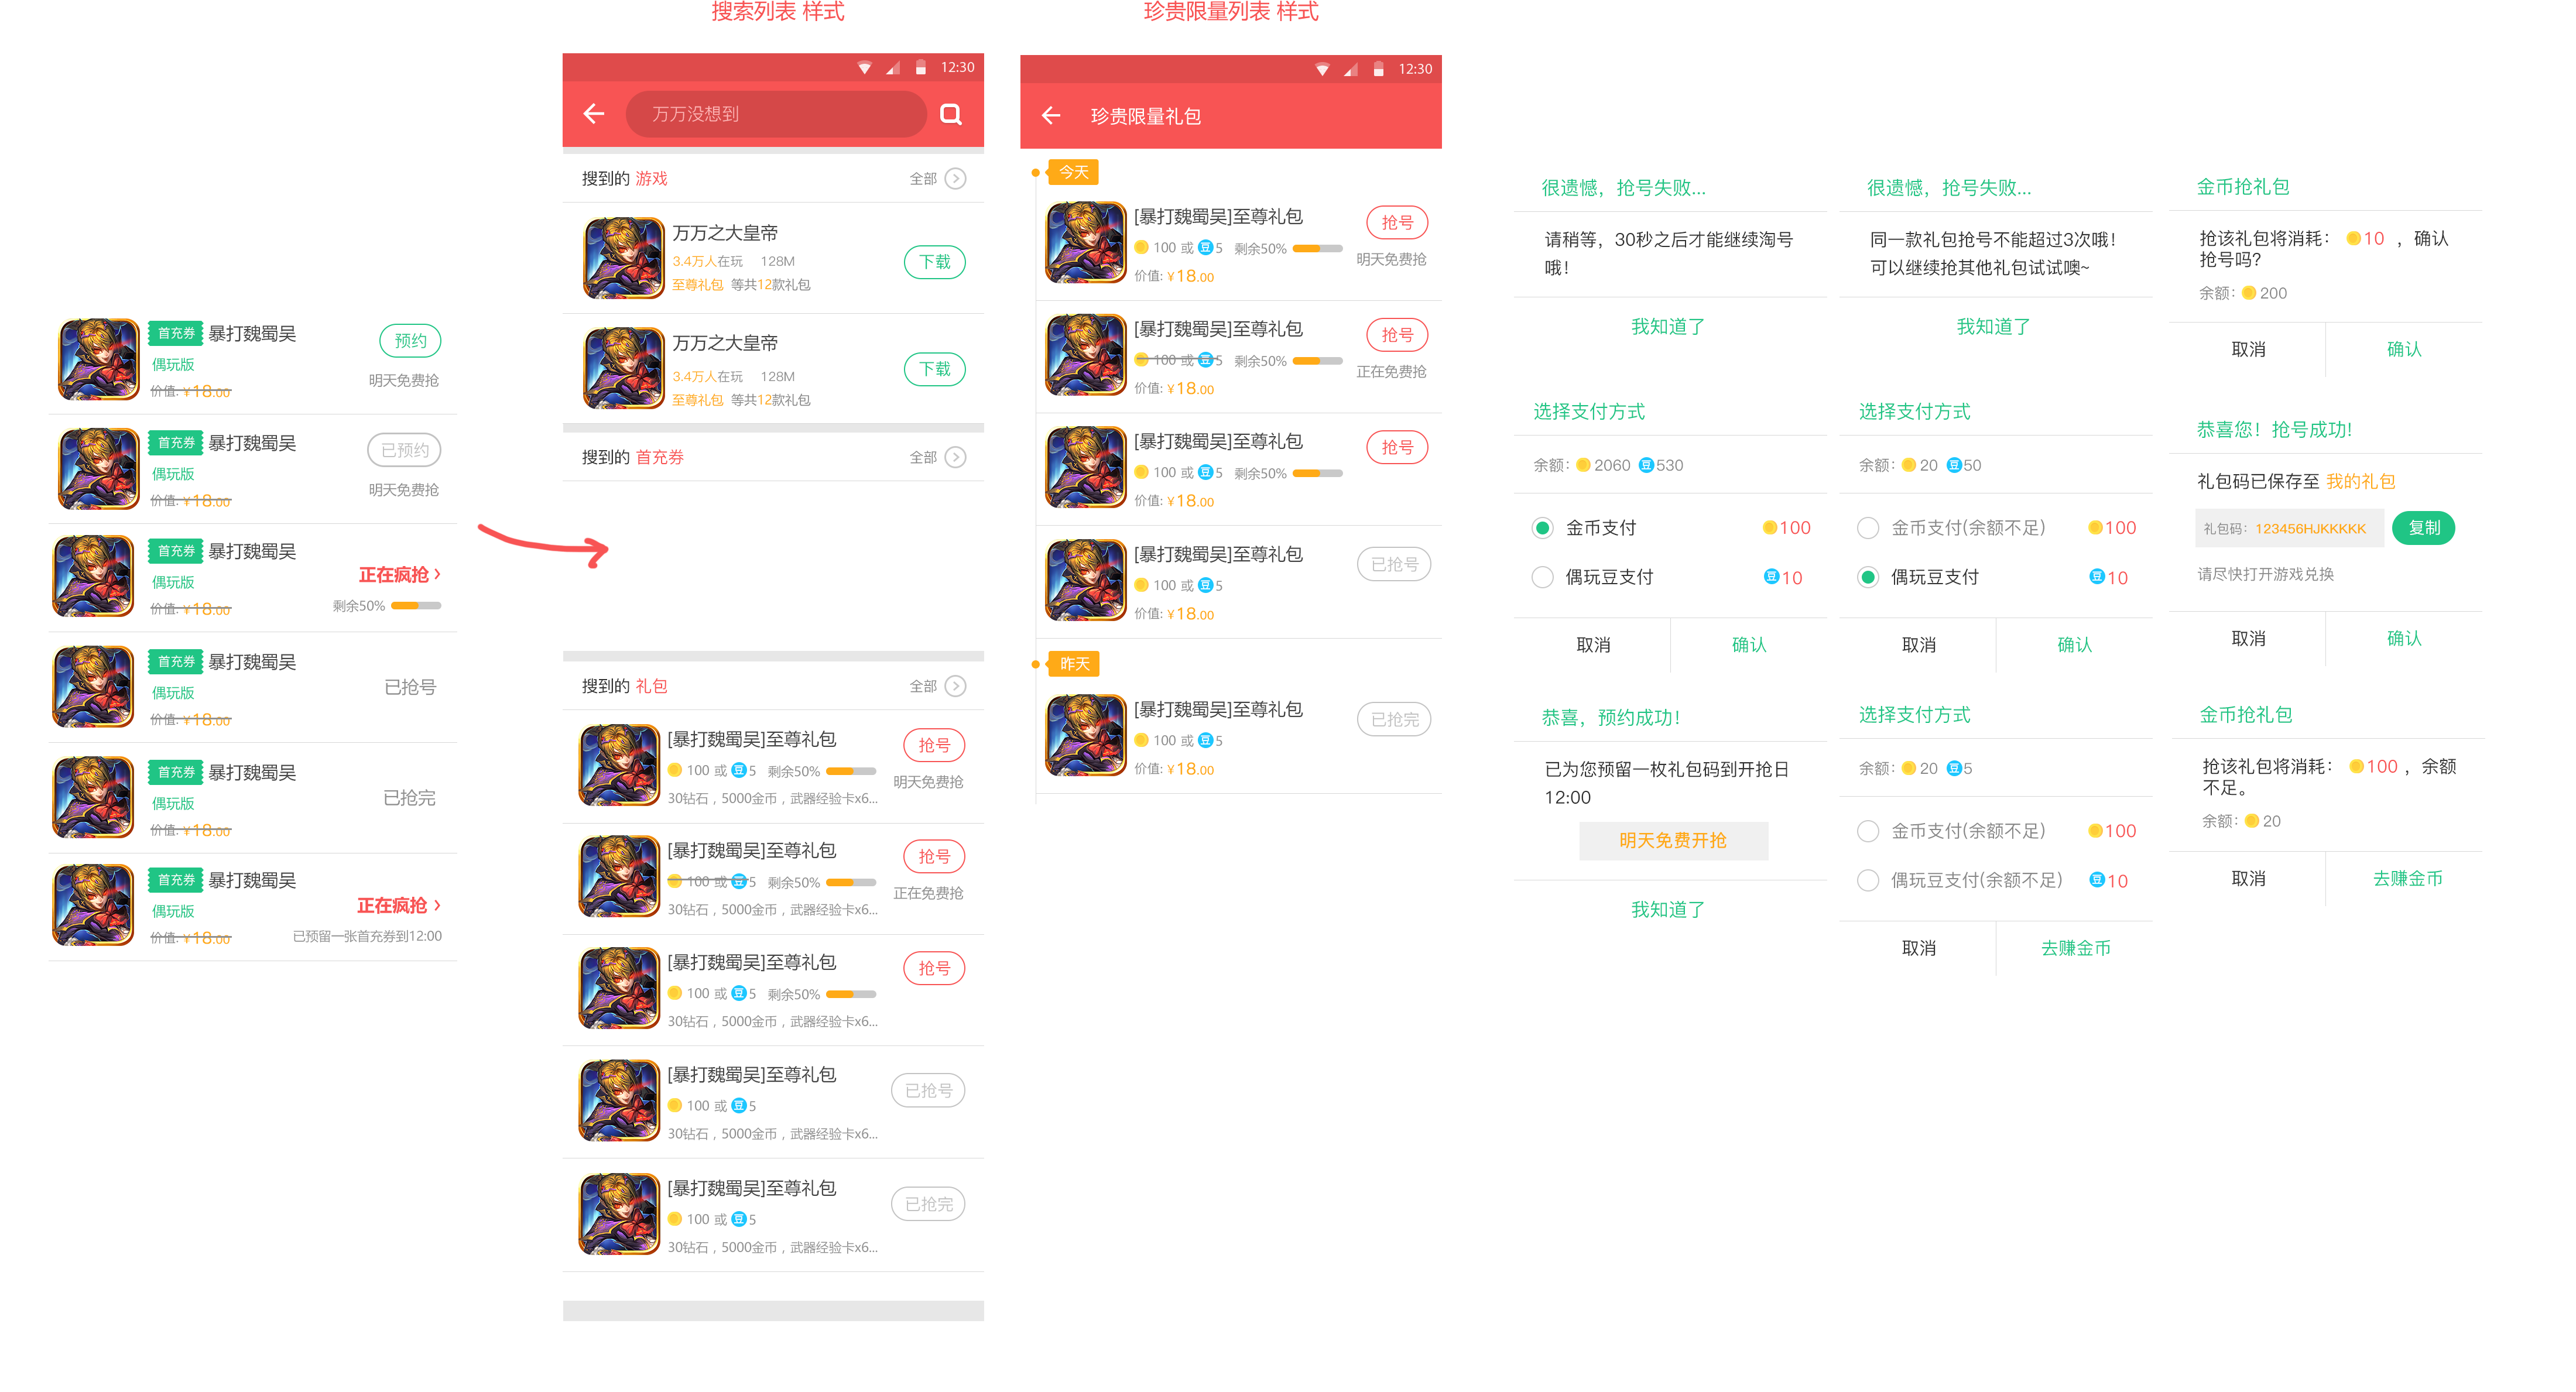 搜索列表 样式
珍贵限量列表 样式
首充券 暴打魏蜀吴
预约
偶玩版
明天免费抢
价值: ¥18.00
首充券 暴打魏蜀吴
已预约
偶玩版
明天免费抢
价值: ¥18.00
首充券 暴打魏蜀吴
偶玩版
正在疯抢 ›
价值: ¥18.00
剩余50%
首充券 暴打魏蜀吴
偶玩版
已抢号
价值: ¥18.00
首充券 暴打魏蜀吴
偶玩版
已抢完
价值: ¥18.00
首充券 暴打魏蜀吴
偶玩版
正在疯抢 ›
价值: ¥18.00
已预留一张首充券到12:00
12:30
万万没想到
搜到的 游戏
全部
万万之大皇帝
3.4万人在玩 128M
下载
至尊礼包 等共12款礼包
万万之大皇帝
3.4万人在玩 128M
下载
至尊礼包 等共12款礼包
搜到的 首充券
全部
搜到的 礼包
全部
[暴打魏蜀吴]至尊礼包
抢号
100 或 豆5 剩余50%
明天免费抢
30钻石，5000金币，武器经验卡x6...
[暴打魏蜀吴]至尊礼包
抢号
100 或 豆5 剩余50%
正在免费抢
30钻石，5000金币，武器经验卡x6...
[暴打魏蜀吴]至尊礼包
抢号
100 或 豆5 剩余50%
30钻石，5000金币，武器经验卡x6...
[暴打魏蜀吴]至尊礼包
已抢号
100 或 豆5
30钻石，5000金币，武器经验卡x6...
[暴打魏蜀吴]至尊礼包
已抢完
100 或 豆5
30钻石，5000金币，武器经验卡x6...
12:30
珍贵限量礼包
今天
[暴打魏蜀吴]至尊礼包
抢号
100 或 豆5 剩余50%
明天免费抢
价值: ¥18.00
[暴打魏蜀吴]至尊礼包
抢号
100 或 豆5 剩余50%
正在免费抢
价值: ¥18.00
[暴打魏蜀吴]至尊礼包
抢号
100 或 豆5 剩余50%
价值: ¥18.00
[暴打魏蜀吴]至尊礼包
已抢号
100 或 豆5
价值: ¥18.00
昨天
[暴打魏蜀吴]至尊礼包
已抢完
100 或 豆5
价值: ¥18.00
很遗憾，抢号失败...
请稍等，30秒之后才能继续淘号
哦！
我知道了
选择支付方式
余额: 2060 豆530
金币支付 100
偶玩豆支付 豆10
取消 确认
恭喜，预约成功！
已为您预留一枚礼包码到开抢日
12:00
明天免费开抢
我知道了
很遗憾，抢号失败...
同一款礼包抢号不能超过3次哦！
可以继续抢其他礼包试试噢~
我知道了
选择支付方式
余额: 20 豆50
金币支付(余额不足) 100
偶玩豆支付 豆10
取消 确认
选择支付方式
余额: 20 豆5
金币支付(余额不足) 100
偶玩豆支付(余额不足) 豆10
取消 去赚金币
金币抢礼包
抢该礼包将消耗： 10 ，确认
抢号吗?
余额: 200
取消 确认
恭喜您！抢号成功!
礼包码已保存至 我的礼包
礼包码: 123456HJKKKKK
复制
请尽快打开游戏兑换
取消 确认
金币抢礼包
抢该礼包将消耗： 100 ，余额
不足。
余额: 20
取消 去赚金币